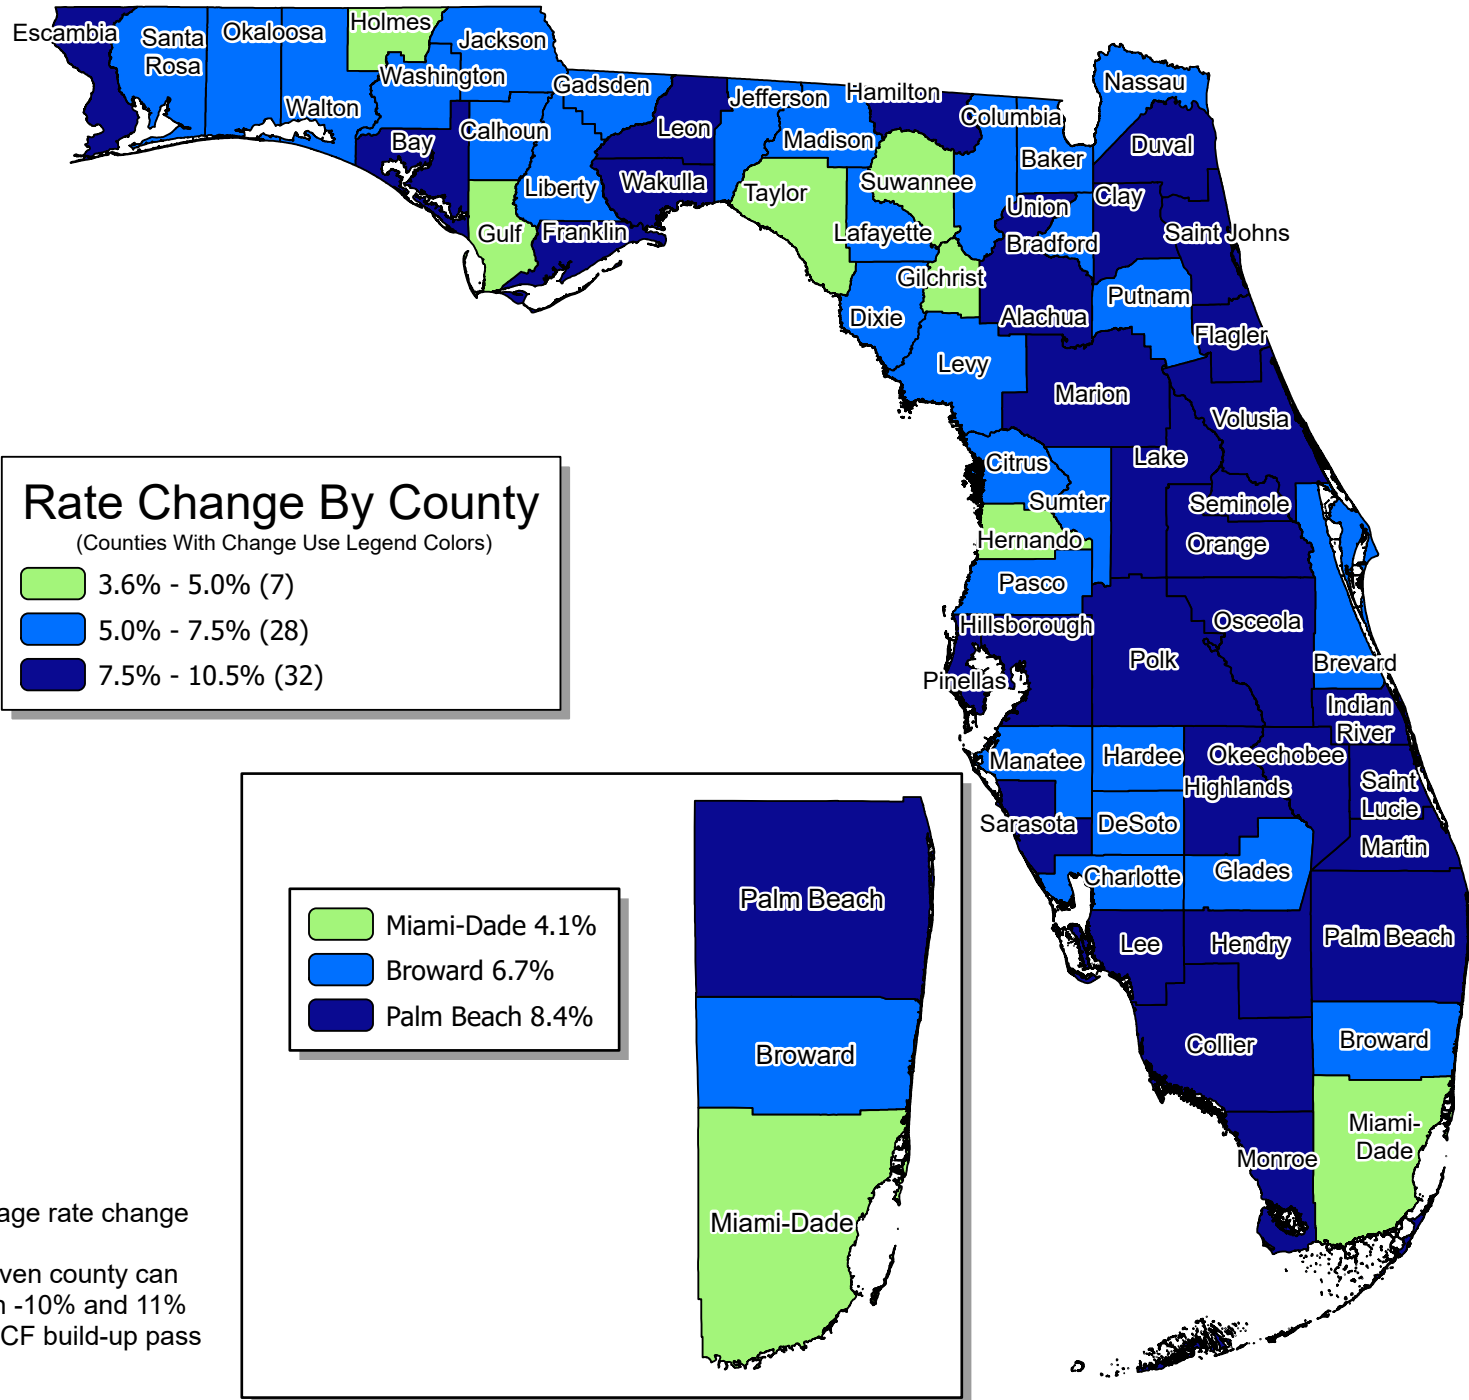 Escambia
Santa
Rosa
Okaloosa
Holmes
Jackson
Washington
Walton
Gadsden
Bay
Calhoun
Leon
Liberty
Wakulla
Gulf
Franklin
Jefferson
Hamilton
Madison
Columbia
Nassau
Baker
Duval
Taylor
Suwannee
Union
Clay
Lafayette
Bradford
Saint Johns
Gilchrist
Putnam
Dixie
Alachua
Flagler
Levy
Marion
Volusia
Citrus
Lake
Sumter
Seminole
Hernando
Orange
Pasco
Hillsborough
Osceola
Polk
Brevard
Pinellas
Indian
River
Manatee
Hardee
Okeechobee
Highlands
Saint
Lucie
Sarasota
DeSoto
Martin
Charlotte
Glades
Lee
Hendry
Palm Beach
Collier
Broward
Miami-
Dade
Monroe
Rate Change By County
(Counties With Change Use Legend Colors)
3.6% - 5.0% (7)
5.0% - 7.5% (28)
7.5% - 10.5% (32)
Miami-Dade 4.1%
Broward 6.7%
Palm Beach 8.4%
Palm Beach
Broward
Miami-Dade
age rate change
ven county can
n -10% and 11%
CF build-up pass